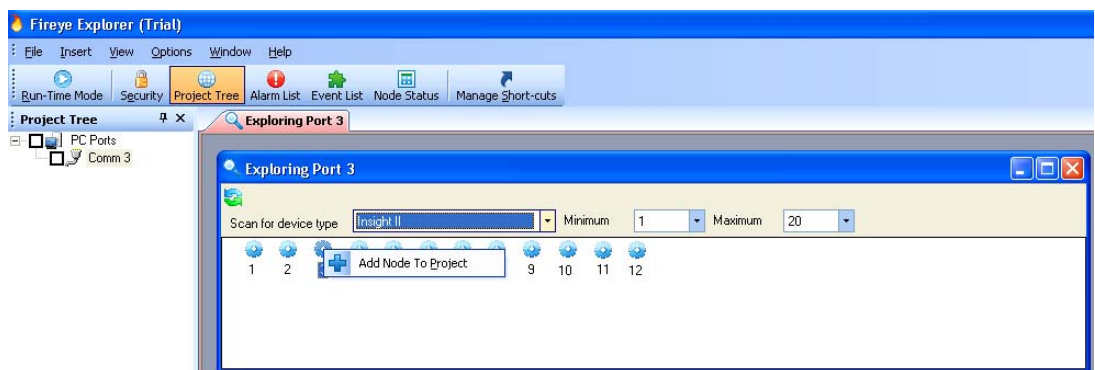 Fireye Explorer (Trial)
File Insert View Options Window Help
Run-Time Mode Security Project Tree Alarm List Event List Node Status Manage Short-cuts
Project Tree
Exploring Port 3
PC Ports
Comm 3
Exploring Port 3
Scan for device type Insight II Minimum 1 Maximum 20
Add Node To Project
1 2 9 10 11 12